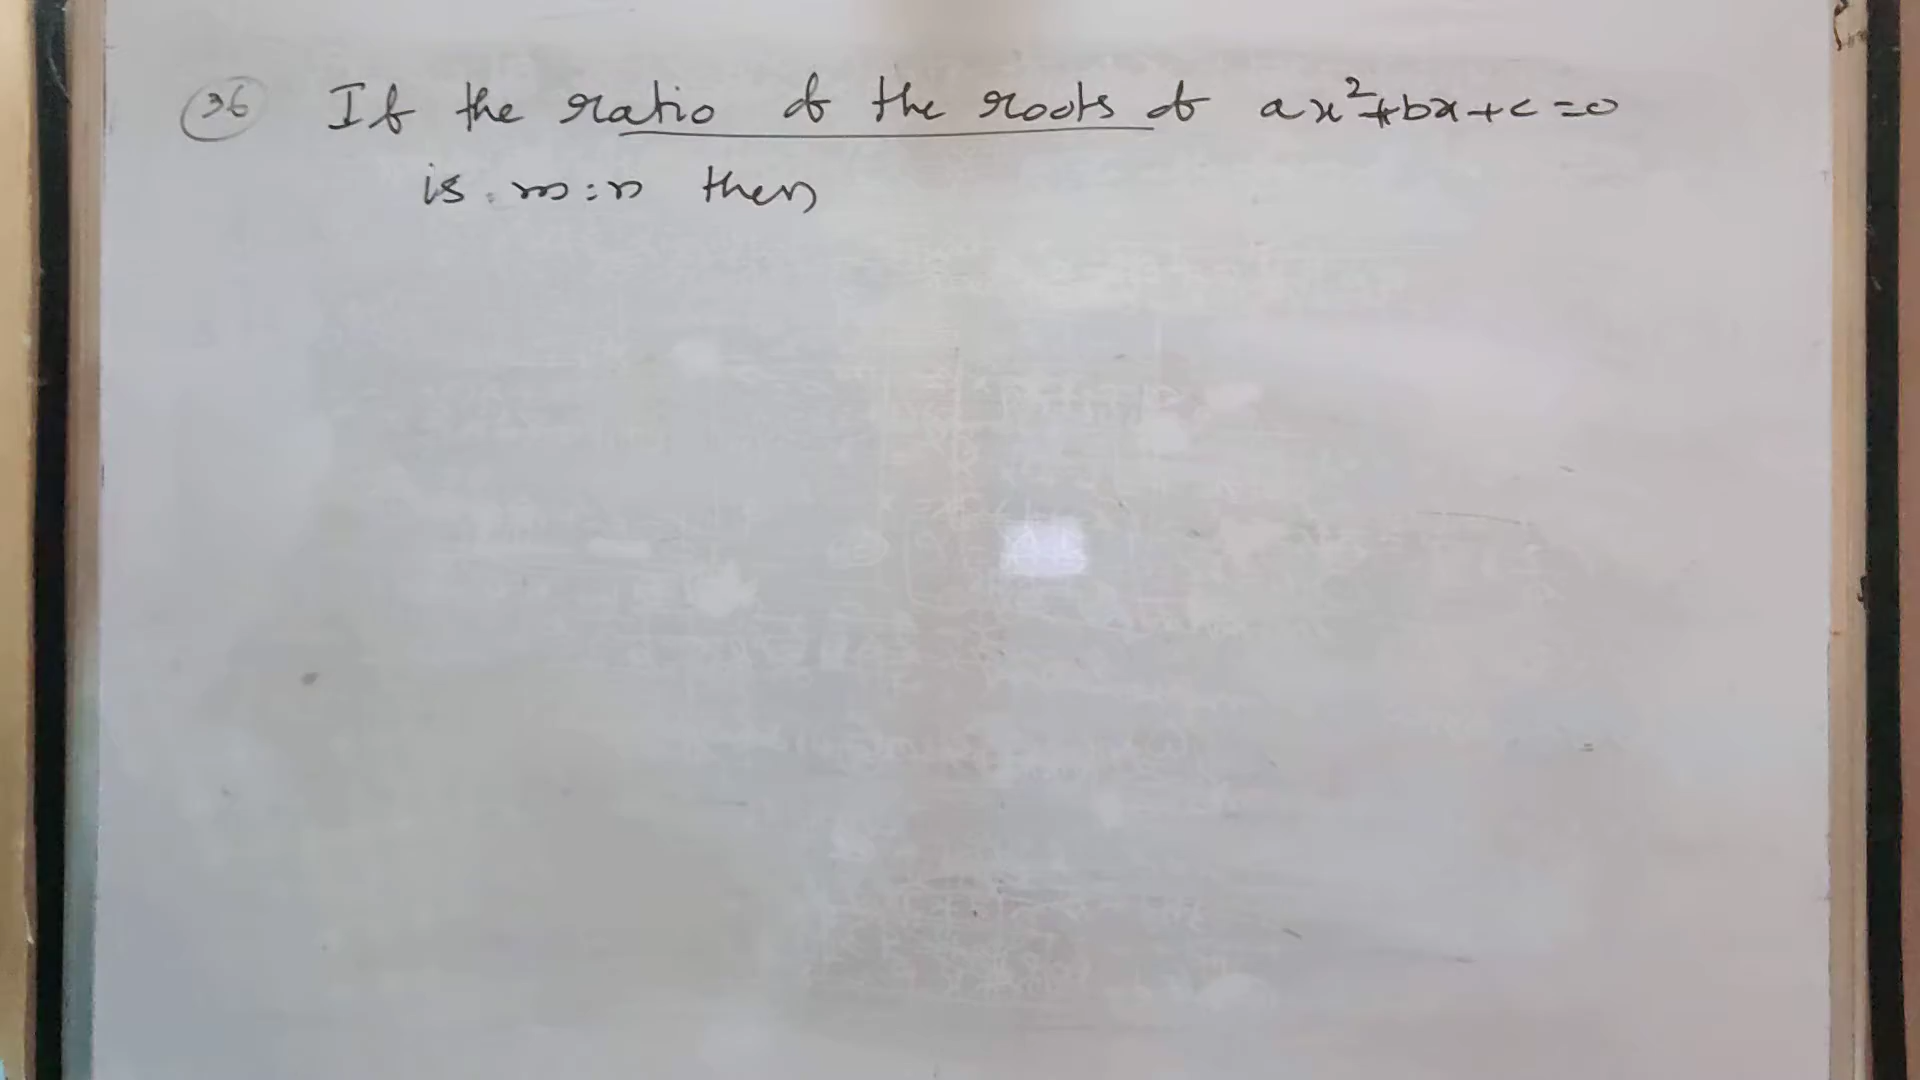 36 If the ratio of the roots of ax²+bx+c=0
is m:n then